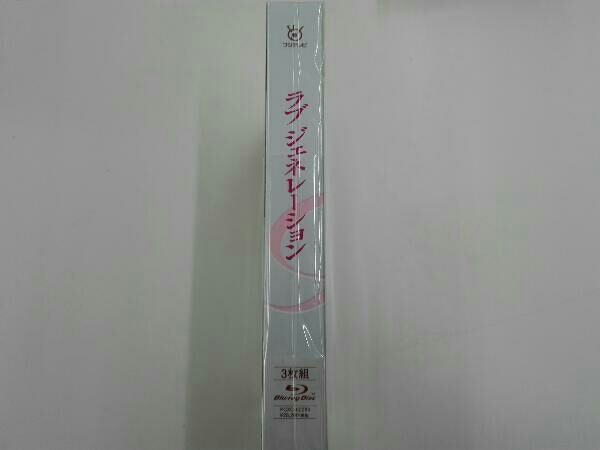 フジテレビ
ラブ ジェネレーション
3枚組
Blu-ray Disc